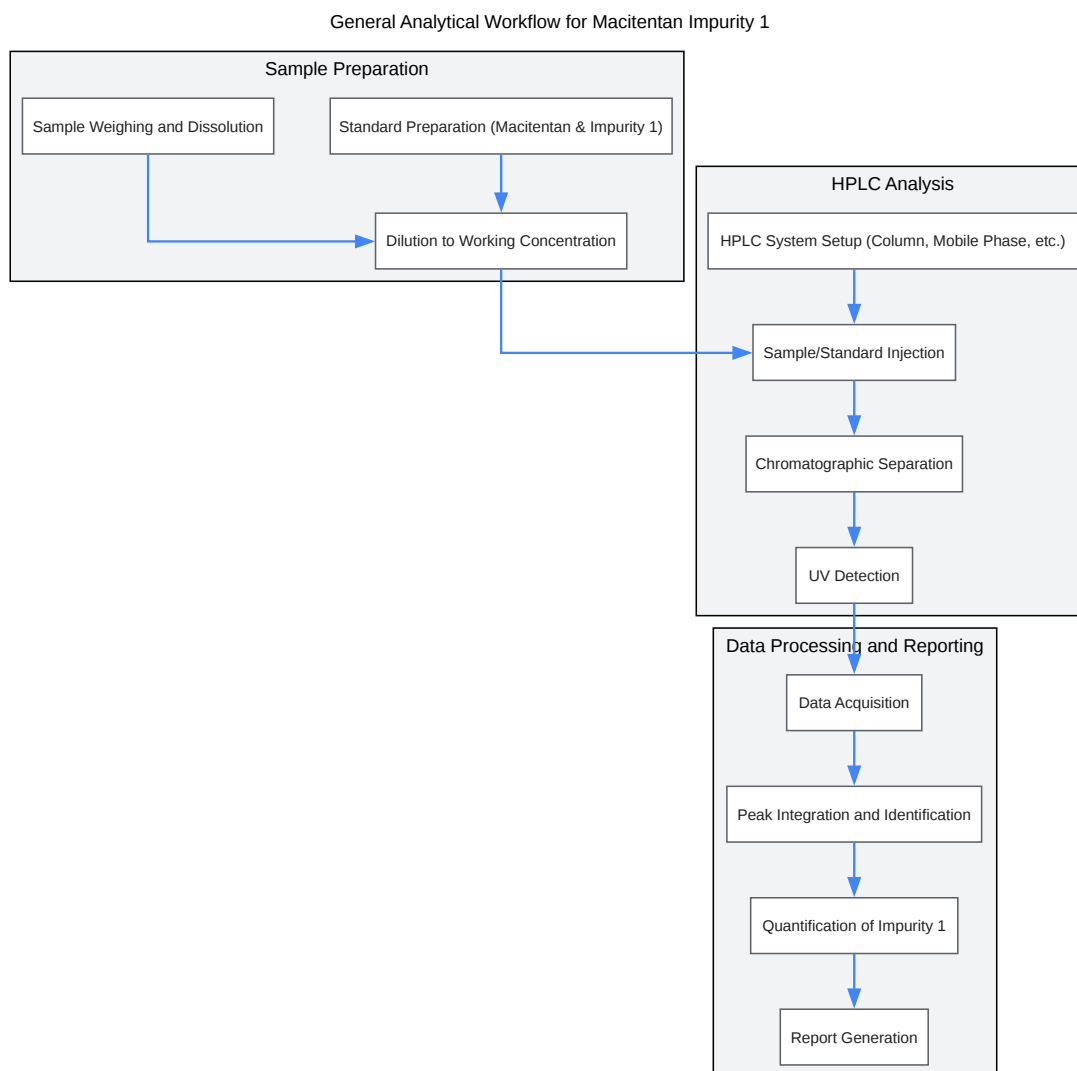 General Analytical Workflow for Macitentan Impurity 1
Sample Preparation
Sample Weighing and Dissolution
Standard Preparation (Macitentan & Impurity 1)
Dilution to Working Concentration
HPLC Analysis
HPLC System Setup (Column, Mobile Phase, etc.)
Sample/Standard Injection
Chromatographic Separation
UV Detection
Data Processing and Reporting
Data Acquisition
Peak Integration and Identification
Quantification of Impurity 1
Report Generation